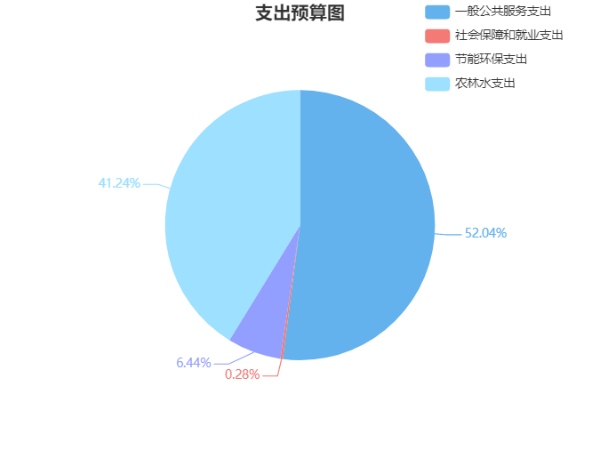 支出预算图
一般公共服务支出
社会保障和就业支出
节能环保支出
农林水支出
41.24%
52.04%
6.44%
0.28%